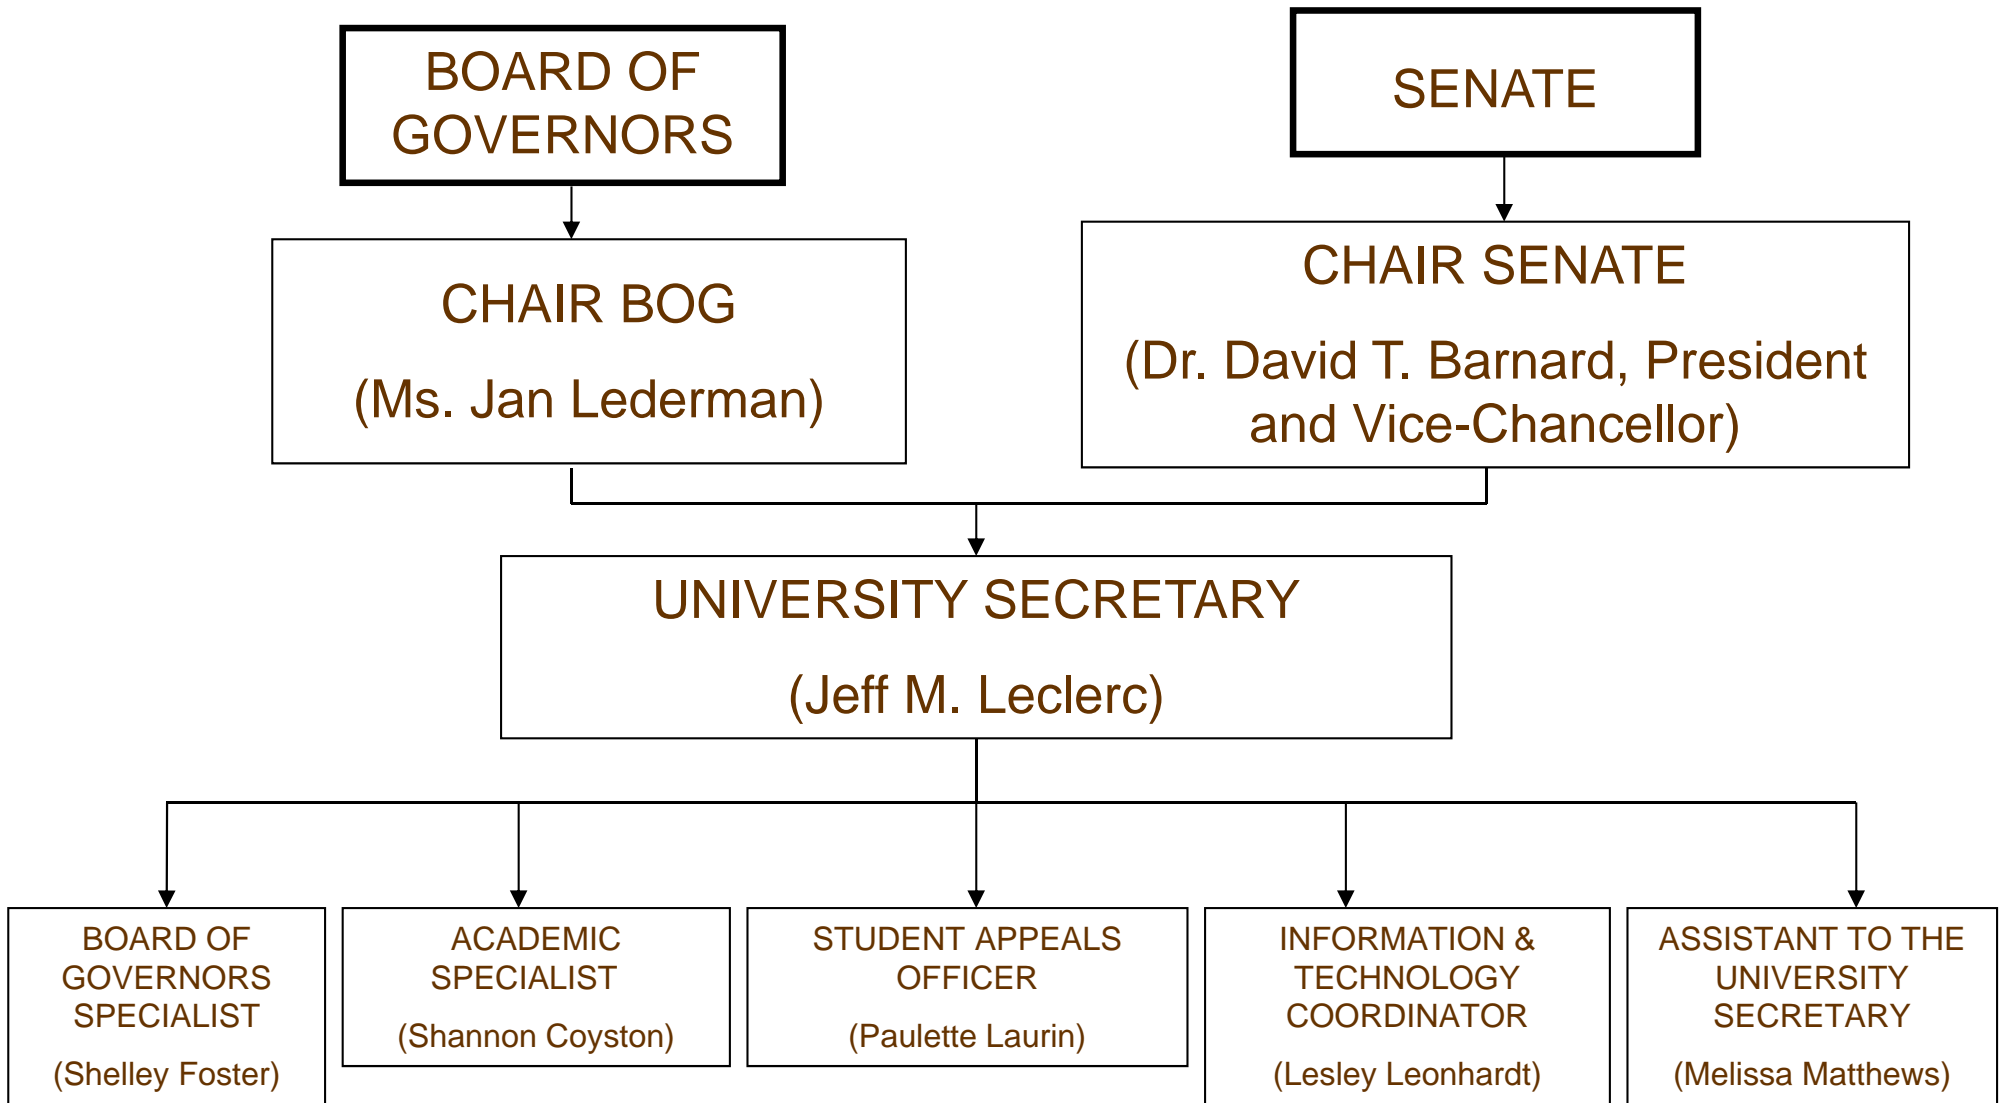 BOARD OF
GOVERNORS
SENATE
CHAIR BOG
(Ms. Jan Lederman)
CHAIR SENATE
(Dr. David T. Barnard, President
and Vice-Chancellor)
UNIVERSITY SECRETARY
(Jeff M. Leclerc)
BOARD OF
GOVERNORS
SPECIALIST
(Shelley Foster)
ACADEMIC
SPECIALIST
(Shannon Coyston)
STUDENT APPEALS
OFFICER
(Paulette Laurin)
INFORMATION &
TECHNOLOGY
COORDINATOR
(Lesley Leonhardt)
ASSISTANT TO THE
UNIVERSITY
SECRETARY
(Melissa Matthews)